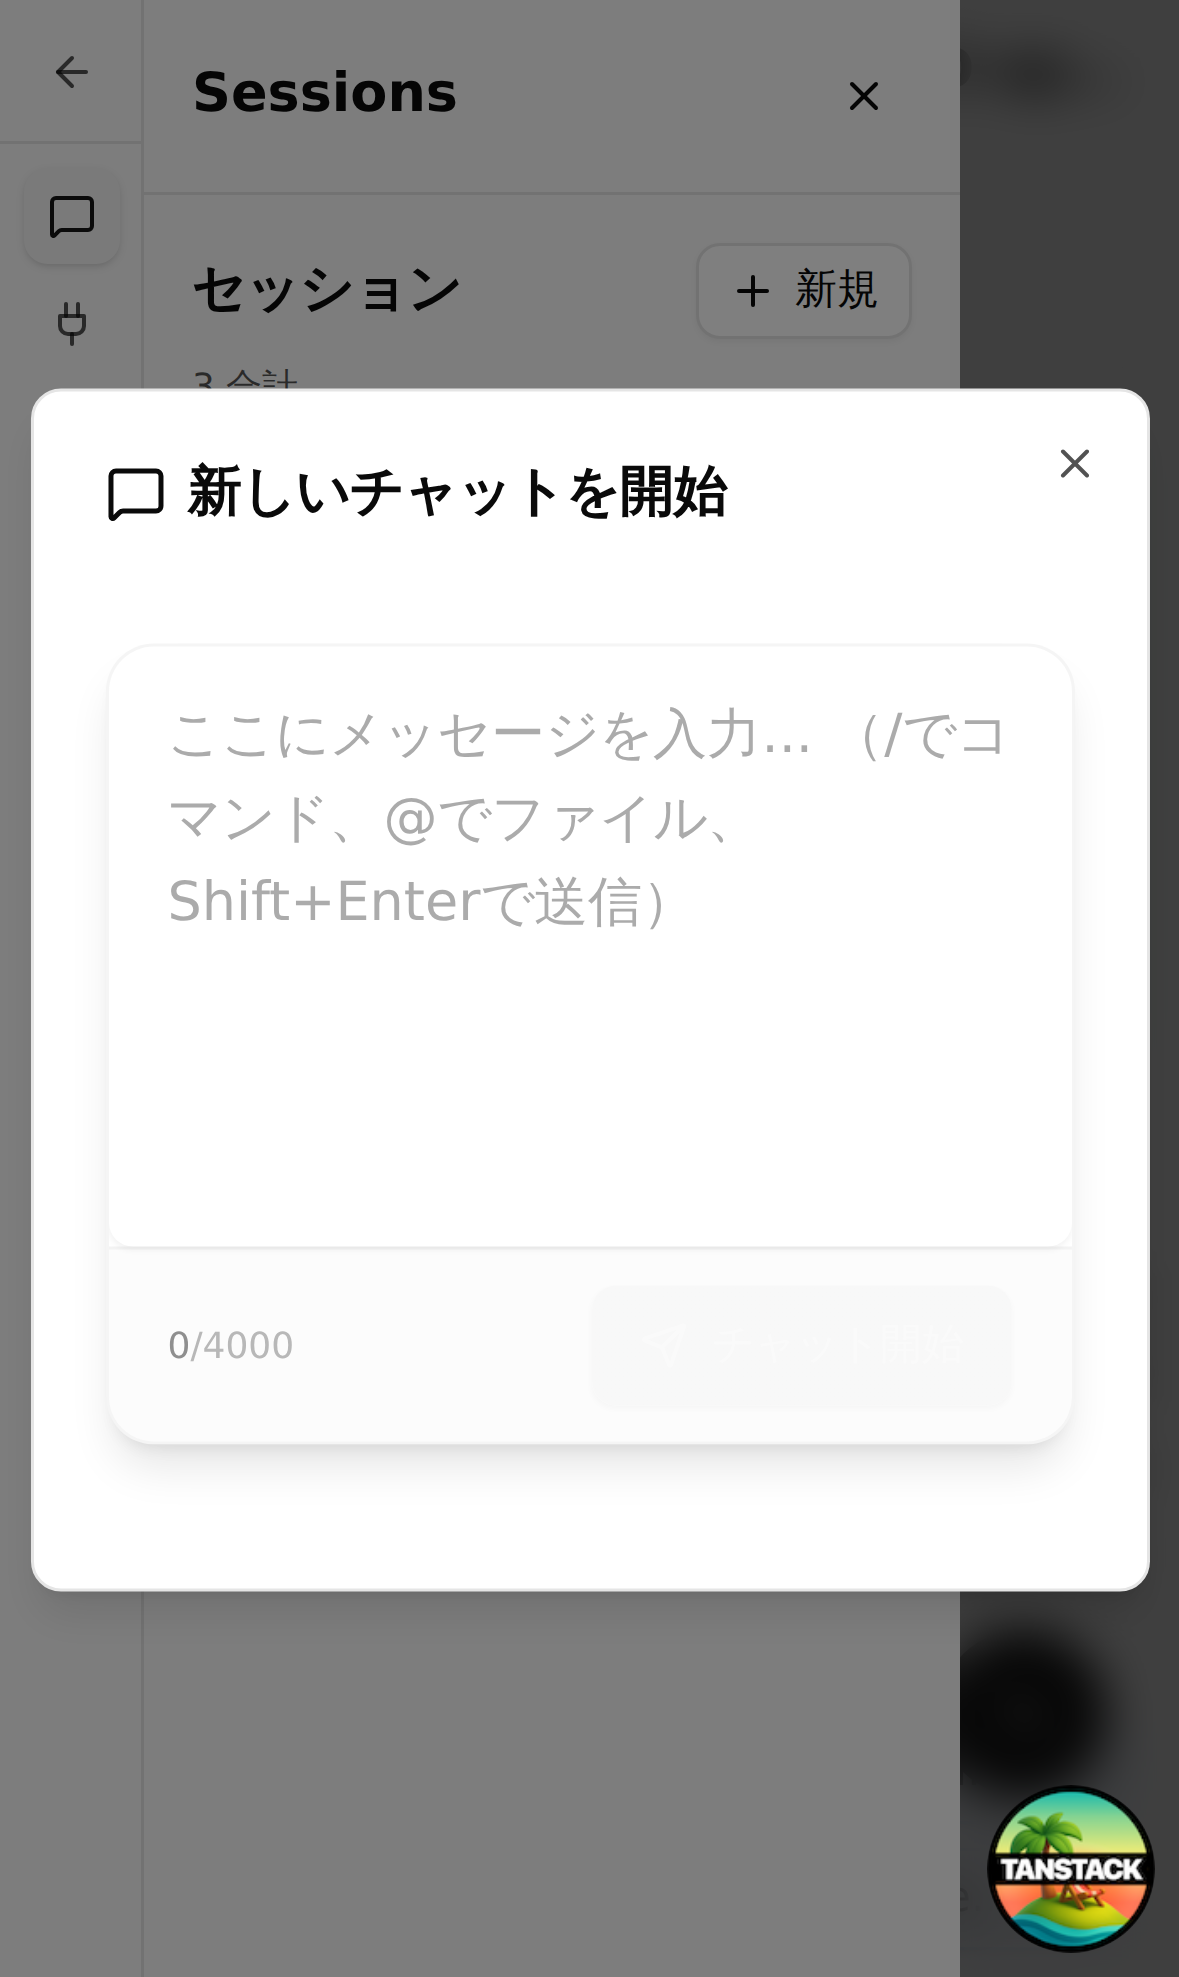 Sessions
セッション
新規
3 合計
新しいチャットを開始
ここにメッセージを入力... （/でコ
マンド、@でファイル、
Shift+Enterで送信）
0/4000
チャット開始
TANSTACK